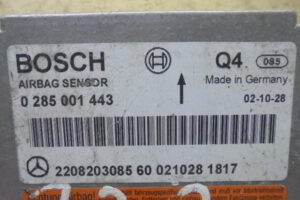 BOSCH Q4 085
AIRBAG SENSOR Made in Germany
0 285 001 443 02-10-28
2208203085 60 021028 1817